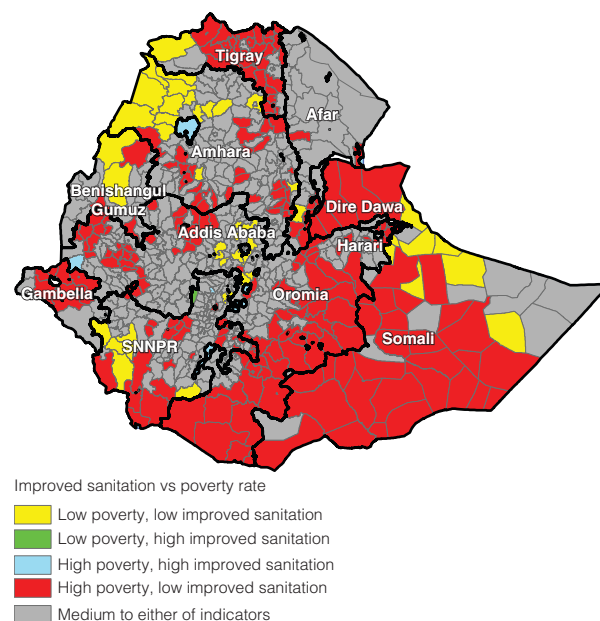 Tigray
Afar
Amhara
Benishangul
Gumuz
Dire Dawa
Addis Ababa
Harari
Gambella
Oromia
Somali
SNNPR
Improved sanitation vs poverty rate
Low poverty, low improved sanitation
Low poverty, high improved sanitation
High poverty, high improved sanitation
High poverty, low improved sanitation
Medium to either of indicators